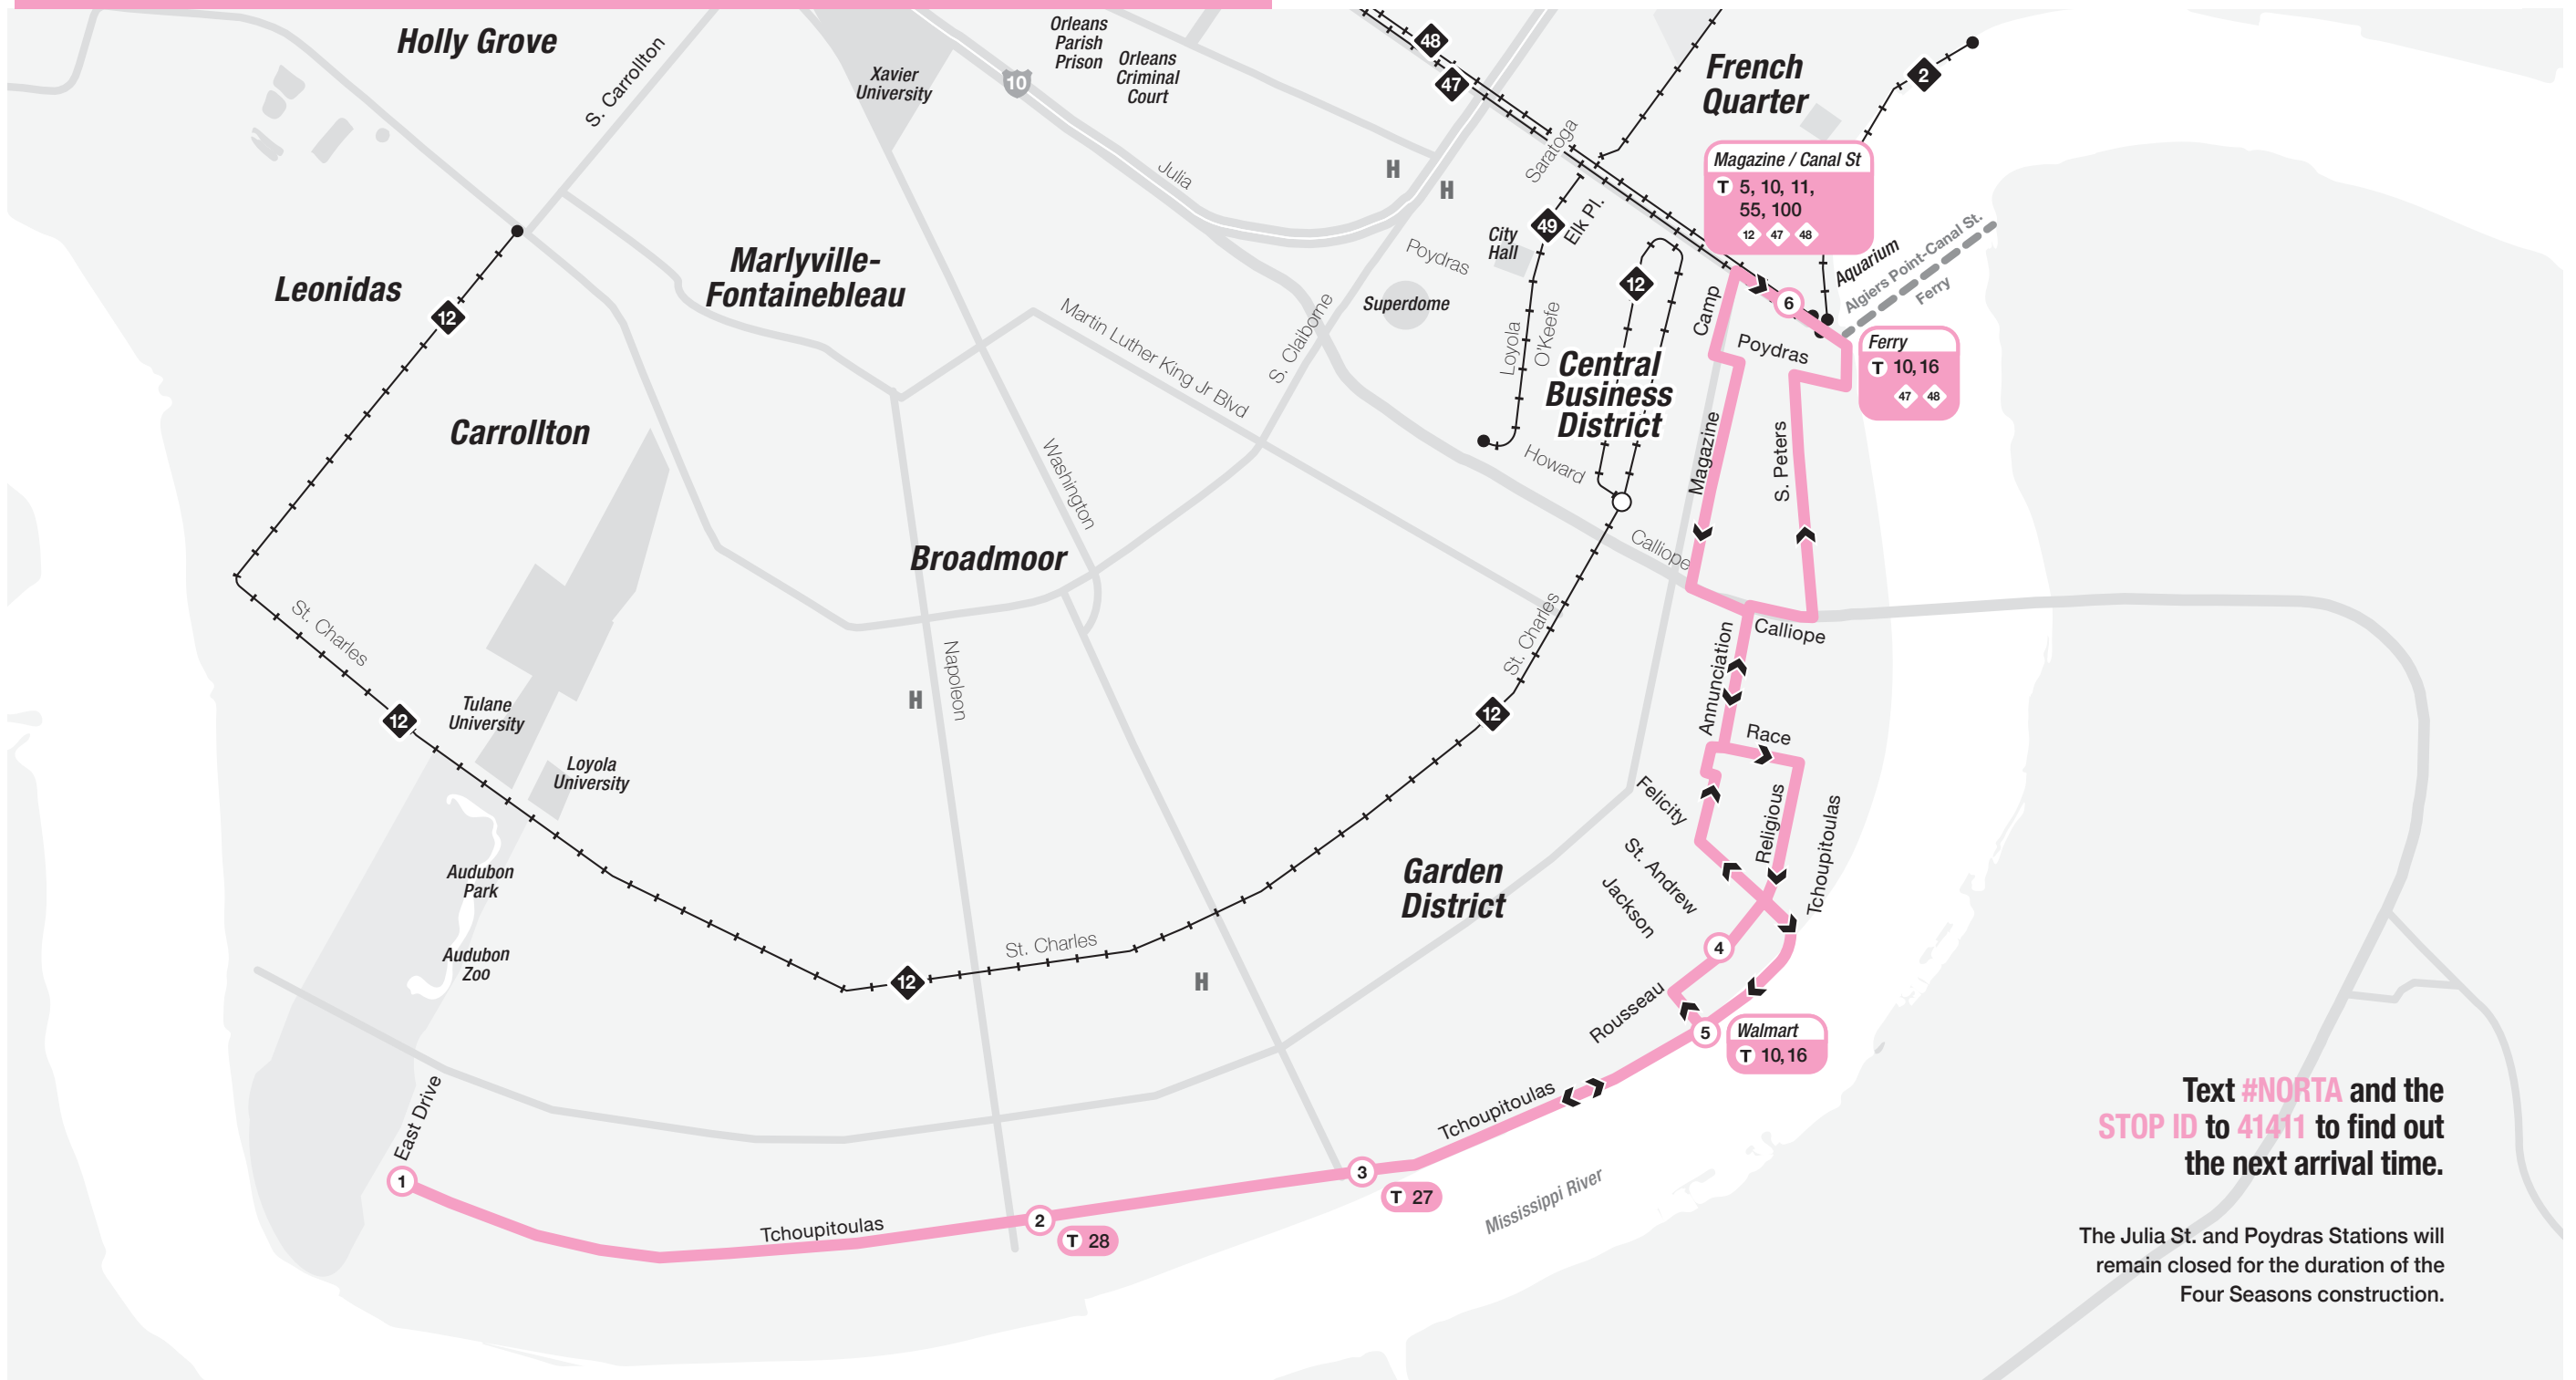 Holly Grove
S. Carrollton
Xavier
University
10
Orleans
Parish
Prison
Orleans
Criminal
Court
48
47
French
Quarter
2
Julia
H
H
Saratoga
Magazine / Canal St
T 5, 10, 11,
55, 100
12 47 48
49
Elk Pl.
City
Hall
Poydras
Superdome
12
Camp
6
Aquarium
Algiers Point-Canal St.
Ferry
Poydras
Ferry
T 10, 16
47 48
Leonidas
12
Marlyville-
Fontainebleau
Martin Luther King Jr Blvd
S. Claiborne
Loyola
O'Keefe
Central
Business
District
Carrollton
Washington
Howard
Magazine
S. Peters
Broadmoor
Calliope
Calliope
St. Charles
St. Charles
Napoleon
H
Annunciation
Race
12
Tulane
University
12
Loyola
University
Felicity
Religious
Tchoupitoulas
Audubon
Park
Garden
District
St. Andrew
Jackson
4
Audubon
Zoo
St. Charles
12
H
Rousseau
5
Walmart
T 10, 16
East Drive
1
Tchoupitoulas
2
T 28
3
T 27
Tchoupitoulas
Mississippi River
Text #NORTA and the
STOP ID to 41411 to find out
the next arrival time.
The Julia St. and Poydras Stations will
remain closed for the duration of the
Four Seasons construction.